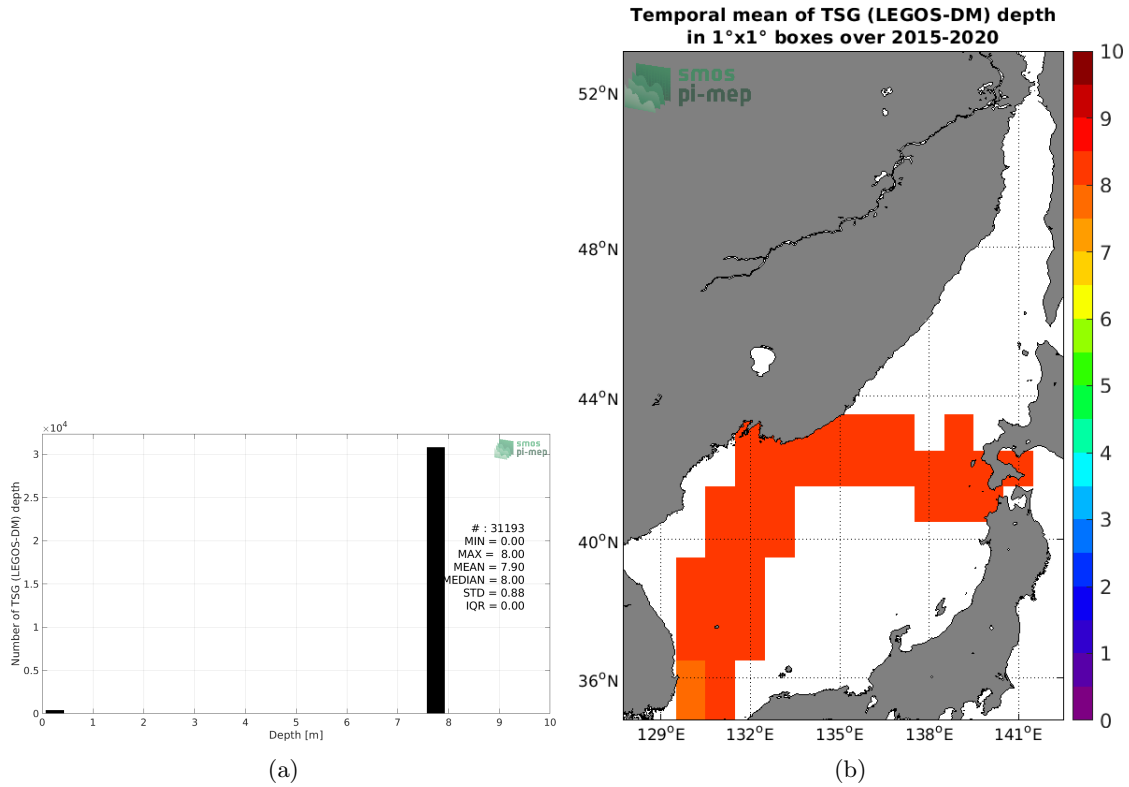 ×10⁴
3
2.5
2
1.5
1
0.5
0
Number of TSG (LEGOS-DM) depth
smos
pi-mep
# : 31193
MIN = 0.00
MAX = 8.00
MEAN = 7.90
MEDIAN = 8.00
STD = 0.88
IQR = 0.00
0 1 2 3 4 5 6 7 8 9 10
Depth [m]
(a)
Temporal mean of TSG (LEGOS-DM) depth
in 1°x1° boxes over 2015-2020
smos
pi-mep
52°N
48°N
44°N
40°N
36°N
129°E 132°E 135°E 138°E 141°E
10
9
8
7
6
5
4
3
2
1
0
(b)